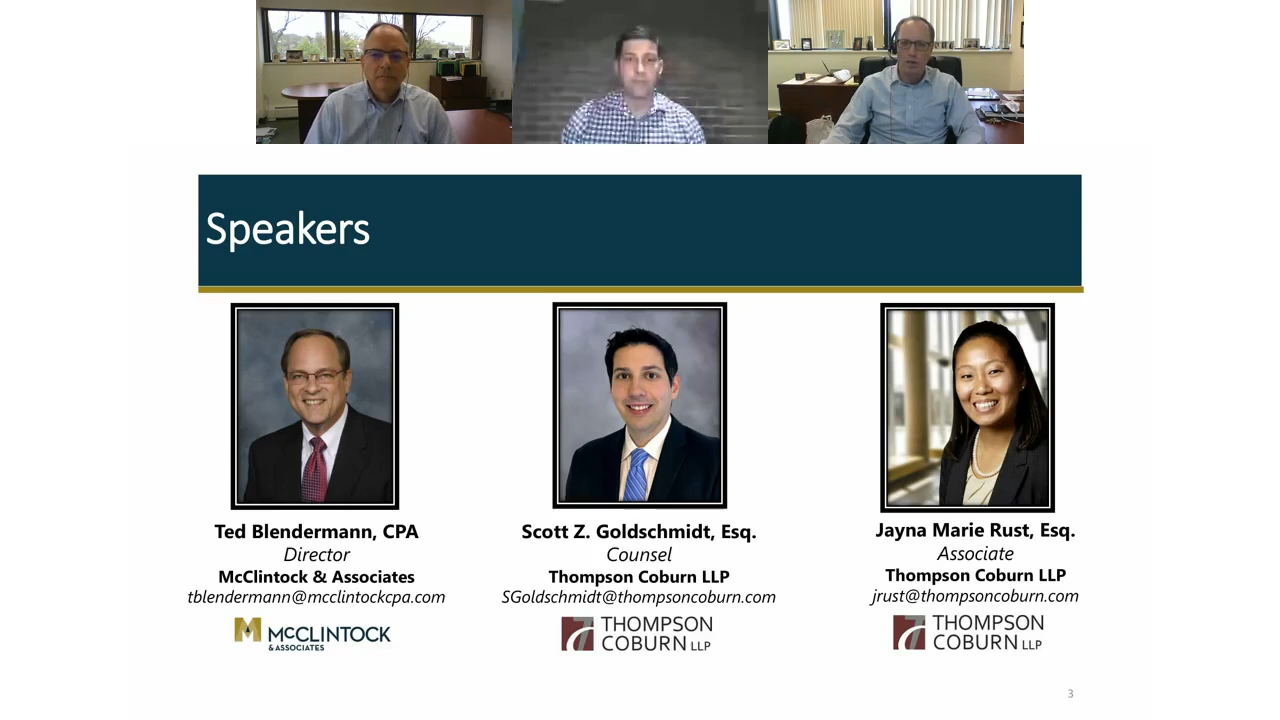 Speakers
Ted Blendermann, CPA
Director
McClintock & Associates
tblendermann@mcclintockcpa.com
MCCLINTOCK
& ASSOCIATES
Scott Z. Goldschmidt, Esq.
Counsel
Thompson Coburn LLP
SGoldschmidt@thompsoncoburn.com
THOMPSON
COBURN LLP
Jayna Marie Rust, Esq.
Associate
Thompson Coburn LLP
jrust@thompsoncoburn.com
THOMPSON
COBURN LLP
3